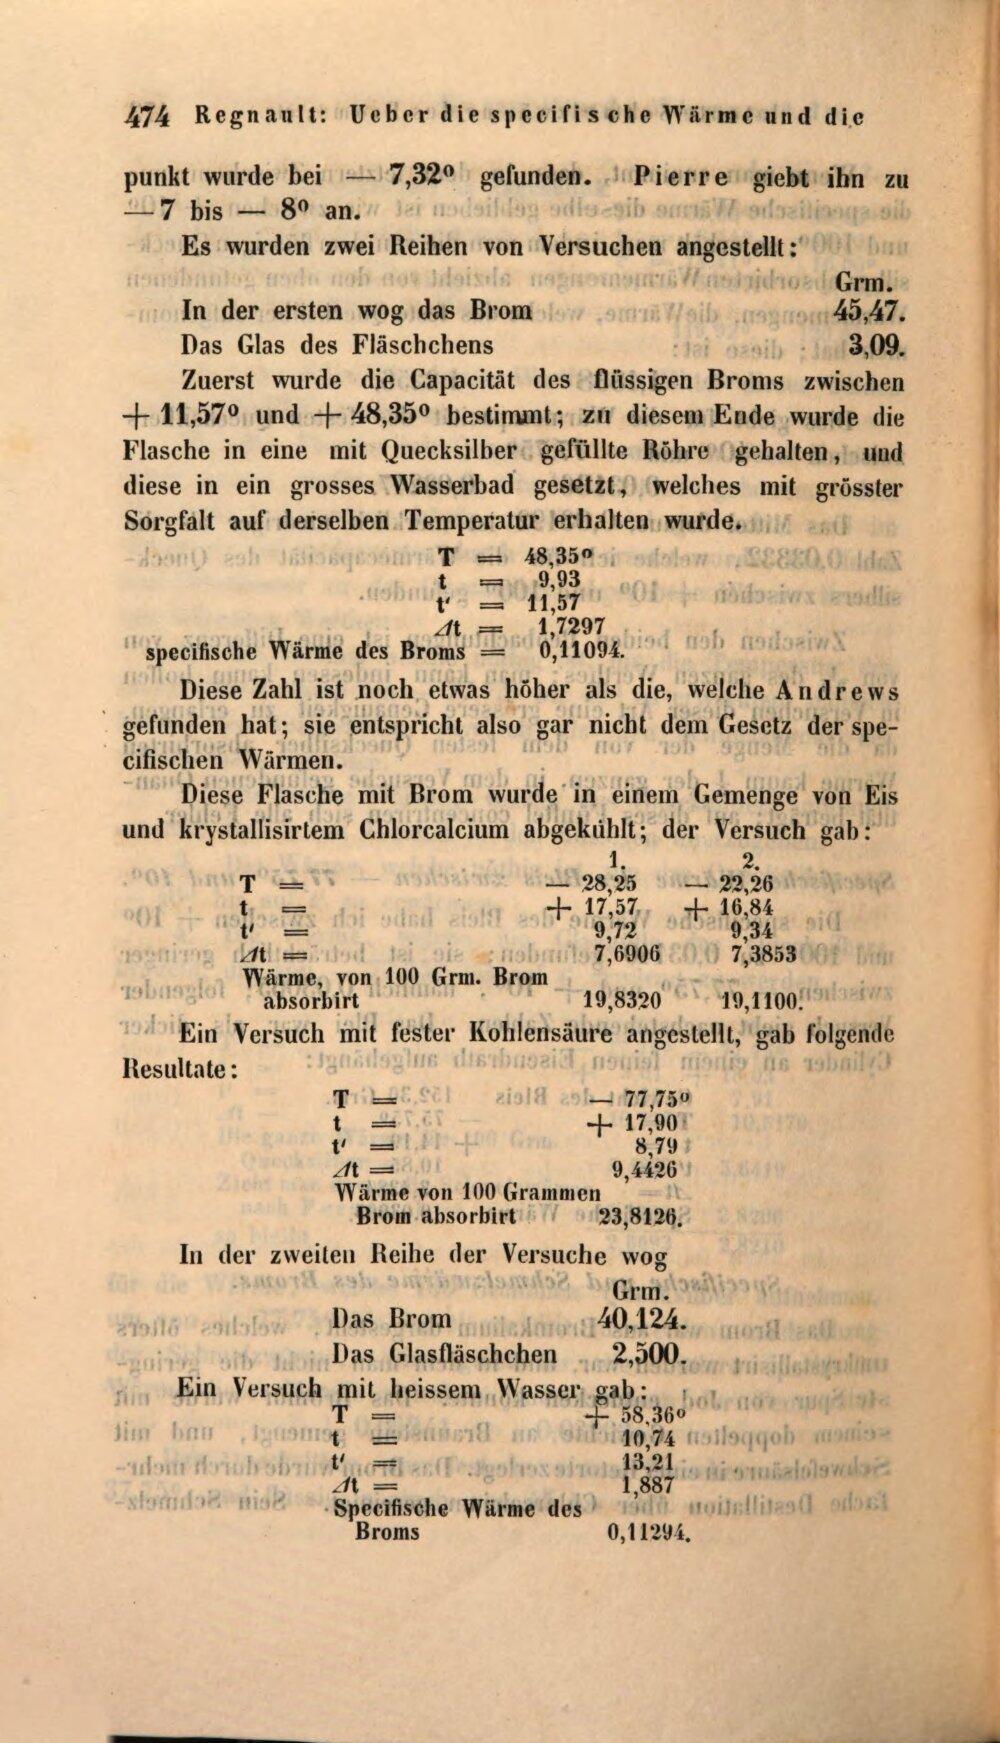 474 Regnault: Ueber die specifische Wärme und die
punkt wurde bei — 7,32⁰ gefunden. Pierre giebt ihn zu
— 7 bis — 8⁰ an.
Es wurden zwei Reihen von Versuchen angestellt:
Grm.
In der ersten wog das Brom 45,47.
Das Glas des Fläschchens 3,09.
Zuerst wurde die Capacität des flüssigen Broms zwischen
+ 11,57⁰ und + 48,35⁰ bestimmt; zu diesem Ende wurde die
Flasche in eine mit Quecksilber gefüllte Röhre gehalten, und
diese in ein grosses Wasserbad gesetzt, welches mit grösster
Sorgfalt auf derselben Temperatur erhalten wurde.
T = 48,35⁰
t = 9,93
t' = 11,57
Δt = 1,7297
specifische Wärme des Broms = 0,11094.
Diese Zahl ist noch etwas höher als die, welche Andrews
gefunden hat; sie entspricht also gar nicht dem Gesetz der spe-
cifischen Wärmen.
Diese Flasche mit Brom wurde in einem Gemenge von Eis
und krystallisirtem Chlorcalcium abgekühlt; der Versuch gab:
1. 2.
T = — 28,25 — 22,26
t = + 17,57 + 16,84
t' = 9,72 9,34
Δt = 7,6906 7,3853
Wärme, von 100 Grm. Brom
absorbirt 19,8320 19,1100.
Ein Versuch mit fester Kohlensäure angestellt, gab folgende
Resultate:
T = — 77,75⁰
t = + 17,90
t' = 8,79
Δt = 9,4426
Wärme von 100 Grammen
Brom absorbirt 23,8126.
In der zweiten Reihe der Versuche wog
Grm.
Das Brom 40,124.
Das Glasfläschchen 2,500.
Ein Versuch mit heissem Wasser gab:
T = + 58,36⁰
t = 10,74
t' = 13,21
Δt = 1,887
Specifische Wärme des
Broms 0,11294.